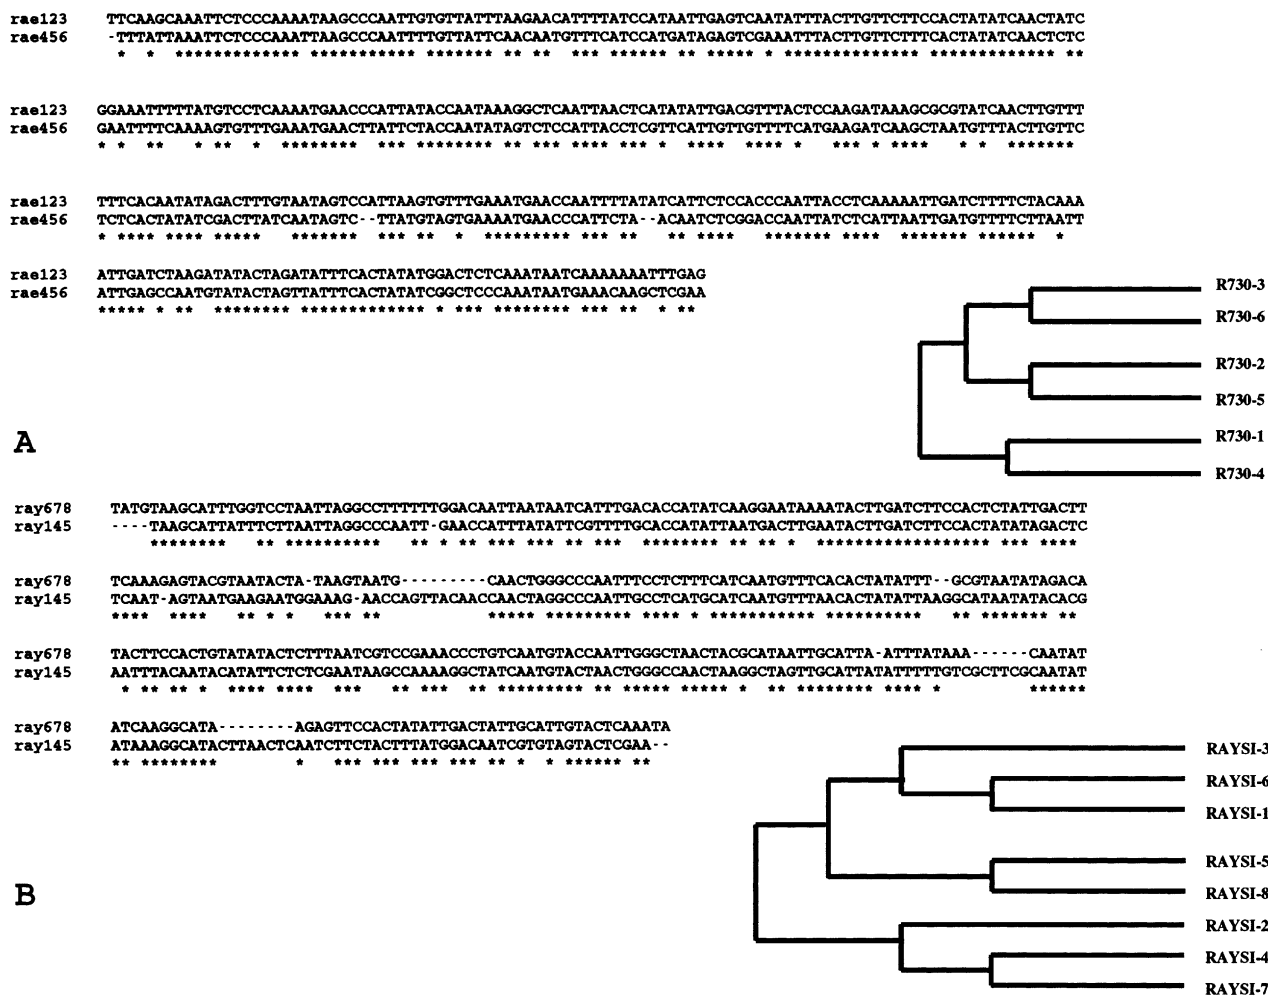 rae123 TTCAAGCAAATTCTCCCAAAATAAGCCCAATTGTGTTATTTAAGAACATTTTATCCATAATTGAGTCAATATTTACTTGTTCTTCCACTATATCAACTATC
rae456 -TTTATTAAATTCTCCCAAATTAAGCCCAATTTTGTTATTCAACAATGTTTCATCCATGATAGAGTCGAAATTTACTTGTTCTTTCACTATATCAACTCTC
* * ************* *********** ******* ** ** *** ***** ** **** * *************** **************** **
rae123 GGAAATTTTTATGTCCTCAAAATGAACCCATTATACCAATAAAGGCTCAATTAACTCATATATTGACGTTTACTCCAAGATAAAGCGCGTATCAACTTGTTT
rae456 GAATTTTCAAAAGTGTTTGAAATGAACTTATTCTACCAATATAGTCTCCATTACCTCGTTCATTGTTGTTTTCATGAAGATCAAGCTAATGTTTACTTGTTC
* * ** ** * ******** *** ******** ** *** **** *** * **** **** * **** **** * * *******
rae123 TTTCACAATATAGACTTTGTAATAGTCCATTAAGTGTTTGAAATGAACCAATTTTATATCATTCTCCACCCAATTACCTCAAAAATTGATCTTTTCTACAAA
rae456 TCTCACTATATCGACTTATCAATAGTC--TTATGTAGTGAAAATGAACCCATTCTA--ACAATCTCGGACCAATATCTCATTAATTGATGTTTTCTTAATT
* **** **** ***** ******* *** ** * ********* *** ** ** **** ******* **** ******** ****** *
rae123 ATTGATCTAAGATATACTAGATATTTCACTATATGGACTCTCAAATAATCAAAAAAATTTGAG
rae456 ATTGAGCCAATGTATACTAGTTATTTCACTATATCGGCTCCCAAATAATGAAACAAGCTCGAA
***** * ** ******** ************* * *** ******** *** ** * **
R730-3
R730-6
R730-2
R730-5
R730-1
R730-4
A
ray678 TATGTAAGCATTTGGTCCTAATTAGGCCTTTTTTTGGACAATTAATAATCATTTGACACCATATCAAGGAATAAAATACTTGATCTTCCACTCTATTGACTT
ray145 ----TAAGCATTATTTCTTAATTAGGCCCAATT-GAACCATTTATATTCGTTTTGCACCATATTAATGACTTGAATACTTGATCTTCCACTATATAGACTC
******** ** ********** ** * ** *** *** ** *** ******** ** ** * ***************** *** ****
ray678 TCAAAGAGTACGTAATACTA-TAAGTAATG---------CAACTGGGCCCAATTTCCTCTTTCATCAATGTTTCACACTATATTT--GCGTAATATAGACA
ray145 TCAAT-AGTAATGAAGAATGGAAAG-AACCAGTTACAACCAACTAGGCCCAATTGCCTCATGCATCAATGTTTAACACTATATTAAGGCATAATATACACG
**** **** ** * * *** ** ***** ********* **** * *********** ********** ** ******** ***
ray678 TACTTCCACTGTATATACTCTTTAATCGTCCGAAACCCTGTCAATGTACCAATTGGGCTAACTACGCATAATTGCATTA-ATTTATAAA------CAATAT
ray145 AATTTACAATACATATTCTCTCGAATAAGCCAAAAGGCTATCAATGTACTAACTGGGCCAACTAAGGCTAGTTGCATTATATTTTTGTCGCTTCGCAATAT
* ** ** * **** **** *** ** *** ** ********* ** ***** ***** * ** ******** **** * ******
ray678 ATCAAGGCATA--------AGAGTTCCACTATATTGACTATTGCATTGTACTCAAATA
ray145 ATAAAGGCATACTTAACTCAATCTTCTACTTTATGGACAATCGTGTAGTACTCGAA--
** ******** * *** *** *** *** ** * * ***** **
RAYSI-3
RAYSI-6
RAYSI-1
RAYSI-5
RAYSI-8
RAYSI-2
RAYSI-4
RAYSI-7
B